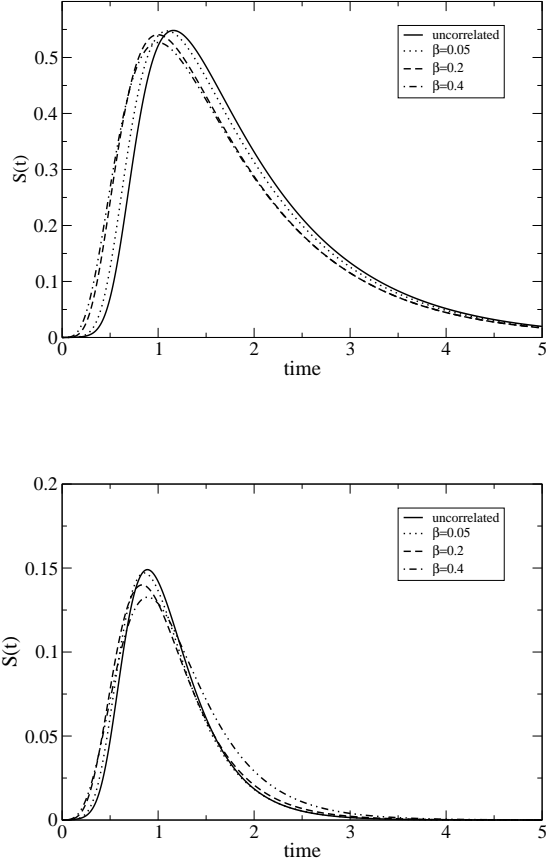 0.5
0.4
0.3
0.2
0.1
0
S(t)
uncorrelated
β=0.05
β=0.2
β=0.4
0 1 2 3 4 5
time
0.2
0.15
0.1
0.05
0
S(t)
uncorrelated
β=0.05
β=0.2
β=0.4
0 1 2 3 4 5
time